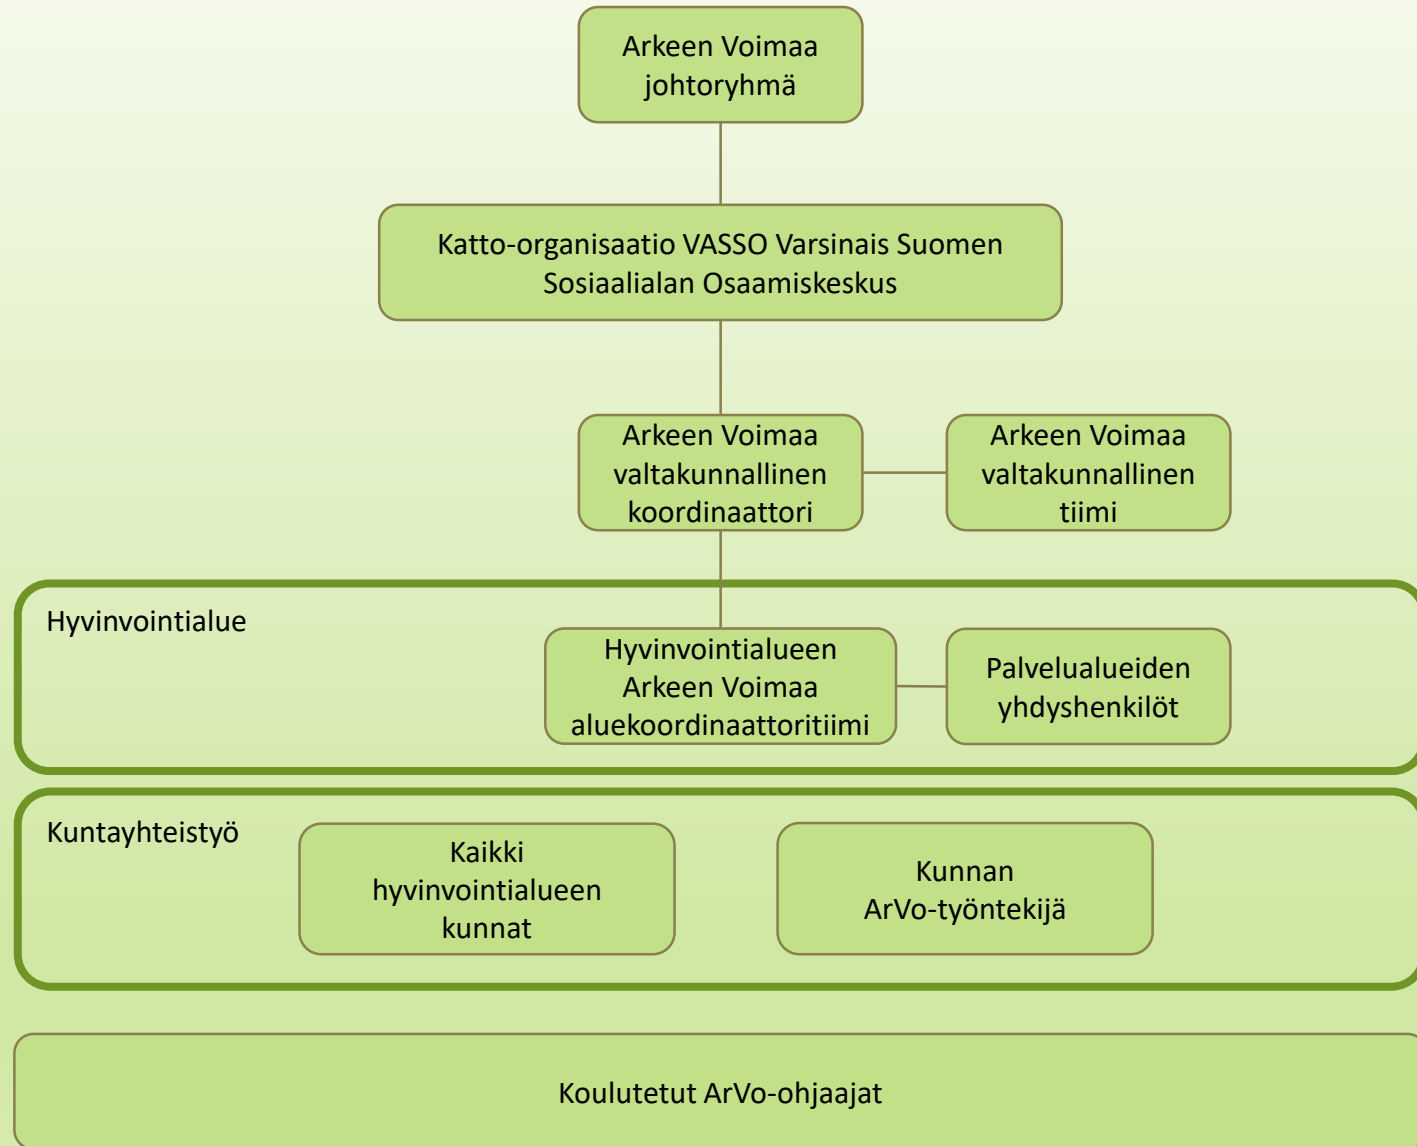 Arkeen Voimaa
johtoryhmä
Katto-organisaatio VASSO Varsinais Suomen
Sosiaalialan Osaamiskeskus
Arkeen Voimaa
valtakunnallinen
koordinaattori
Arkeen Voimaa
valtakunnallinen
tiimi
Hyvinvointialue
Hyvinvointialueen
Arkeen Voimaa
aluekoordinaattoritiimi
Palvelualueiden
yhdyshenkilöt
Kuntayhteistyö
Kaikki
hyvinvointialueen
kunnat
Kunnan
ArVo-työntekijä
Koulutetut ArVo-ohjaajat